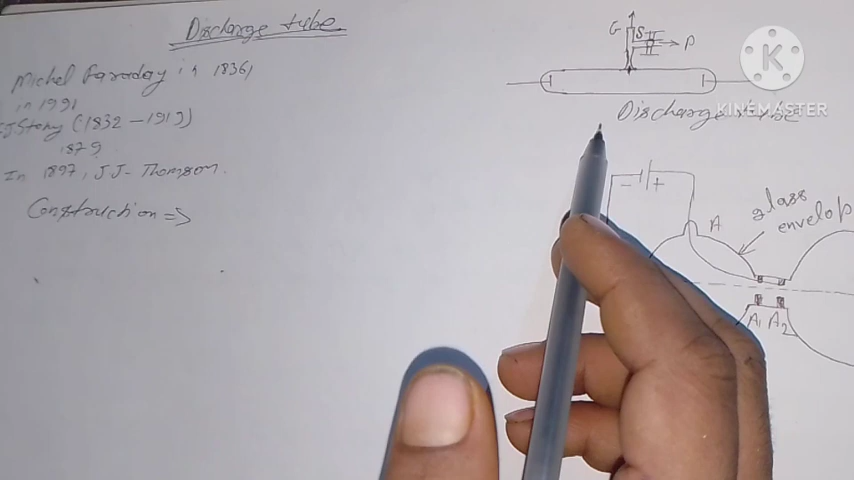 Discharge tube
Michel Faraday in 1836,
in 1991
J Stony (1832 - 1919)
1879
In 1897, J.J- Thomson.
Construction =>
G S P
Discharge tube
K
KINEMASTER
- +
A
glass
envelop
A1 A2